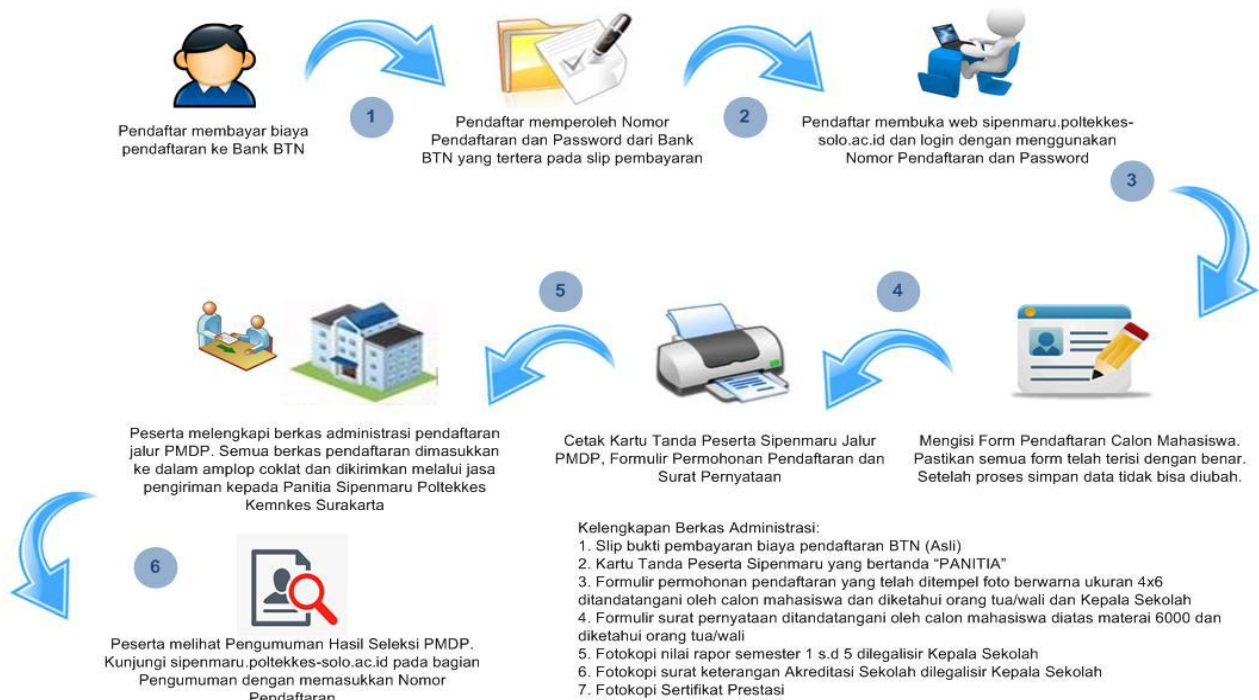 Pendaftar membayar biaya
pendaftaran ke Bank BTN
1
Pendaftar memperoleh Nomor
Pendaftaran dan Password dari Bank
BTN yang tertera pada slip pembayaran
2
Pendaftar membuka web sipenmaru.poltekkes-
solo.ac.id dan login dengan menggunakan
Nomor Pendaftaran dan Password
3
Mengisi Form Pendaftaran Calon Mahasiswa.
Pastikan semua form telah terisi dengan benar.
Setelah proses simpan data tidak bisa diubah.
4
Cetak Kartu Tanda Peserta Sipenmaru Jalur
PMDP, Formulir Permohonan Pendaftaran dan
Surat Pernyataan
5
Peserta melengkapi berkas administrasi pendaftaran
jalur PMDP. Semua berkas pendaftaran dimasukkan
ke dalam amplop coklat dan dikirimkan melalui jasa
pengiriman kepada Panitia Sipenmaru Poltekkes
Kemnkes Surakarta
6
Peserta melihat Pengumuman Hasil Seleksi PMDP.
Kunjungi sipenmaru.poltekkes-solo.ac.id pada bagian
Pengumuman dengan memasukkan Nomor
Pendaftaran
Kelengkapan Berkas Administrasi:
1. Slip bukti pembayaran biaya pendaftaran BTN (Asli)
2. Kartu Tanda Peserta Sipenmaru yang bertanda “PANITIA”
3. Formulir permohonan pendaftaran yang telah ditempel foto berwarna ukuran 4x6
ditandatangani oleh calon mahasiswa dan diketahui orang tua/wali dan Kepala Sekolah
4. Formulir surat pernyataan ditandatangani oleh calon mahasiswa diatas materai 6000 dan
diketahui orang tua/wali
5. Fotokopi nilai rapor semester 1 s.d 5 dilegalisir Kepala Sekolah
6. Fotokopi surat keterangan Akreditasi Sekolah dilegalisir Kepala Sekolah
7. Fotokopi Sertifikat Prestasi